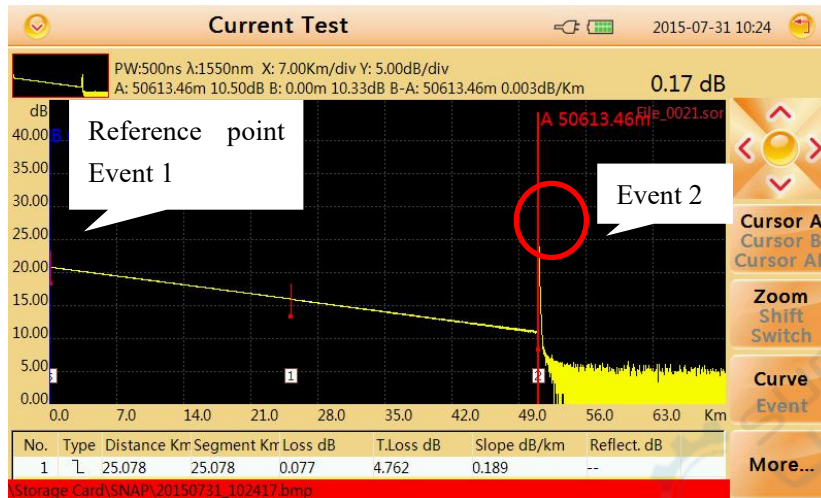 Current Test
2015-07-31 10:24
PW:500ns λ:1550nm X: 7.00Km/div Y: 5.00dB/div
A: 50613.46m 10.50dB B: 0.00m 10.33dB B-A: 50613.46m 0.003dB/Km
0.17 dB
dB
A 50613.46m
File_0021.sor
40.00
B
Reference point
Event 1
35.00
30.00
Event 2
25.00
20.00
15.00
10.00
5.00
0.00
s
1
2
0.0 7.0 14.0 21.0 28.0 35.0 42.0 49.0 56.0 63.0 Km
Cursor A
Cursor B
Cursor AB
Zoom
Shift
Switch
Curve
Event
More...
No. Type Distance Km Segment Km Loss dB T.Loss dB Slope dB/km Reflect. dB
1 25.078 25.078 0.077 4.762 0.189 --
\Storage Card\SNAP\20150731_102417.bmp